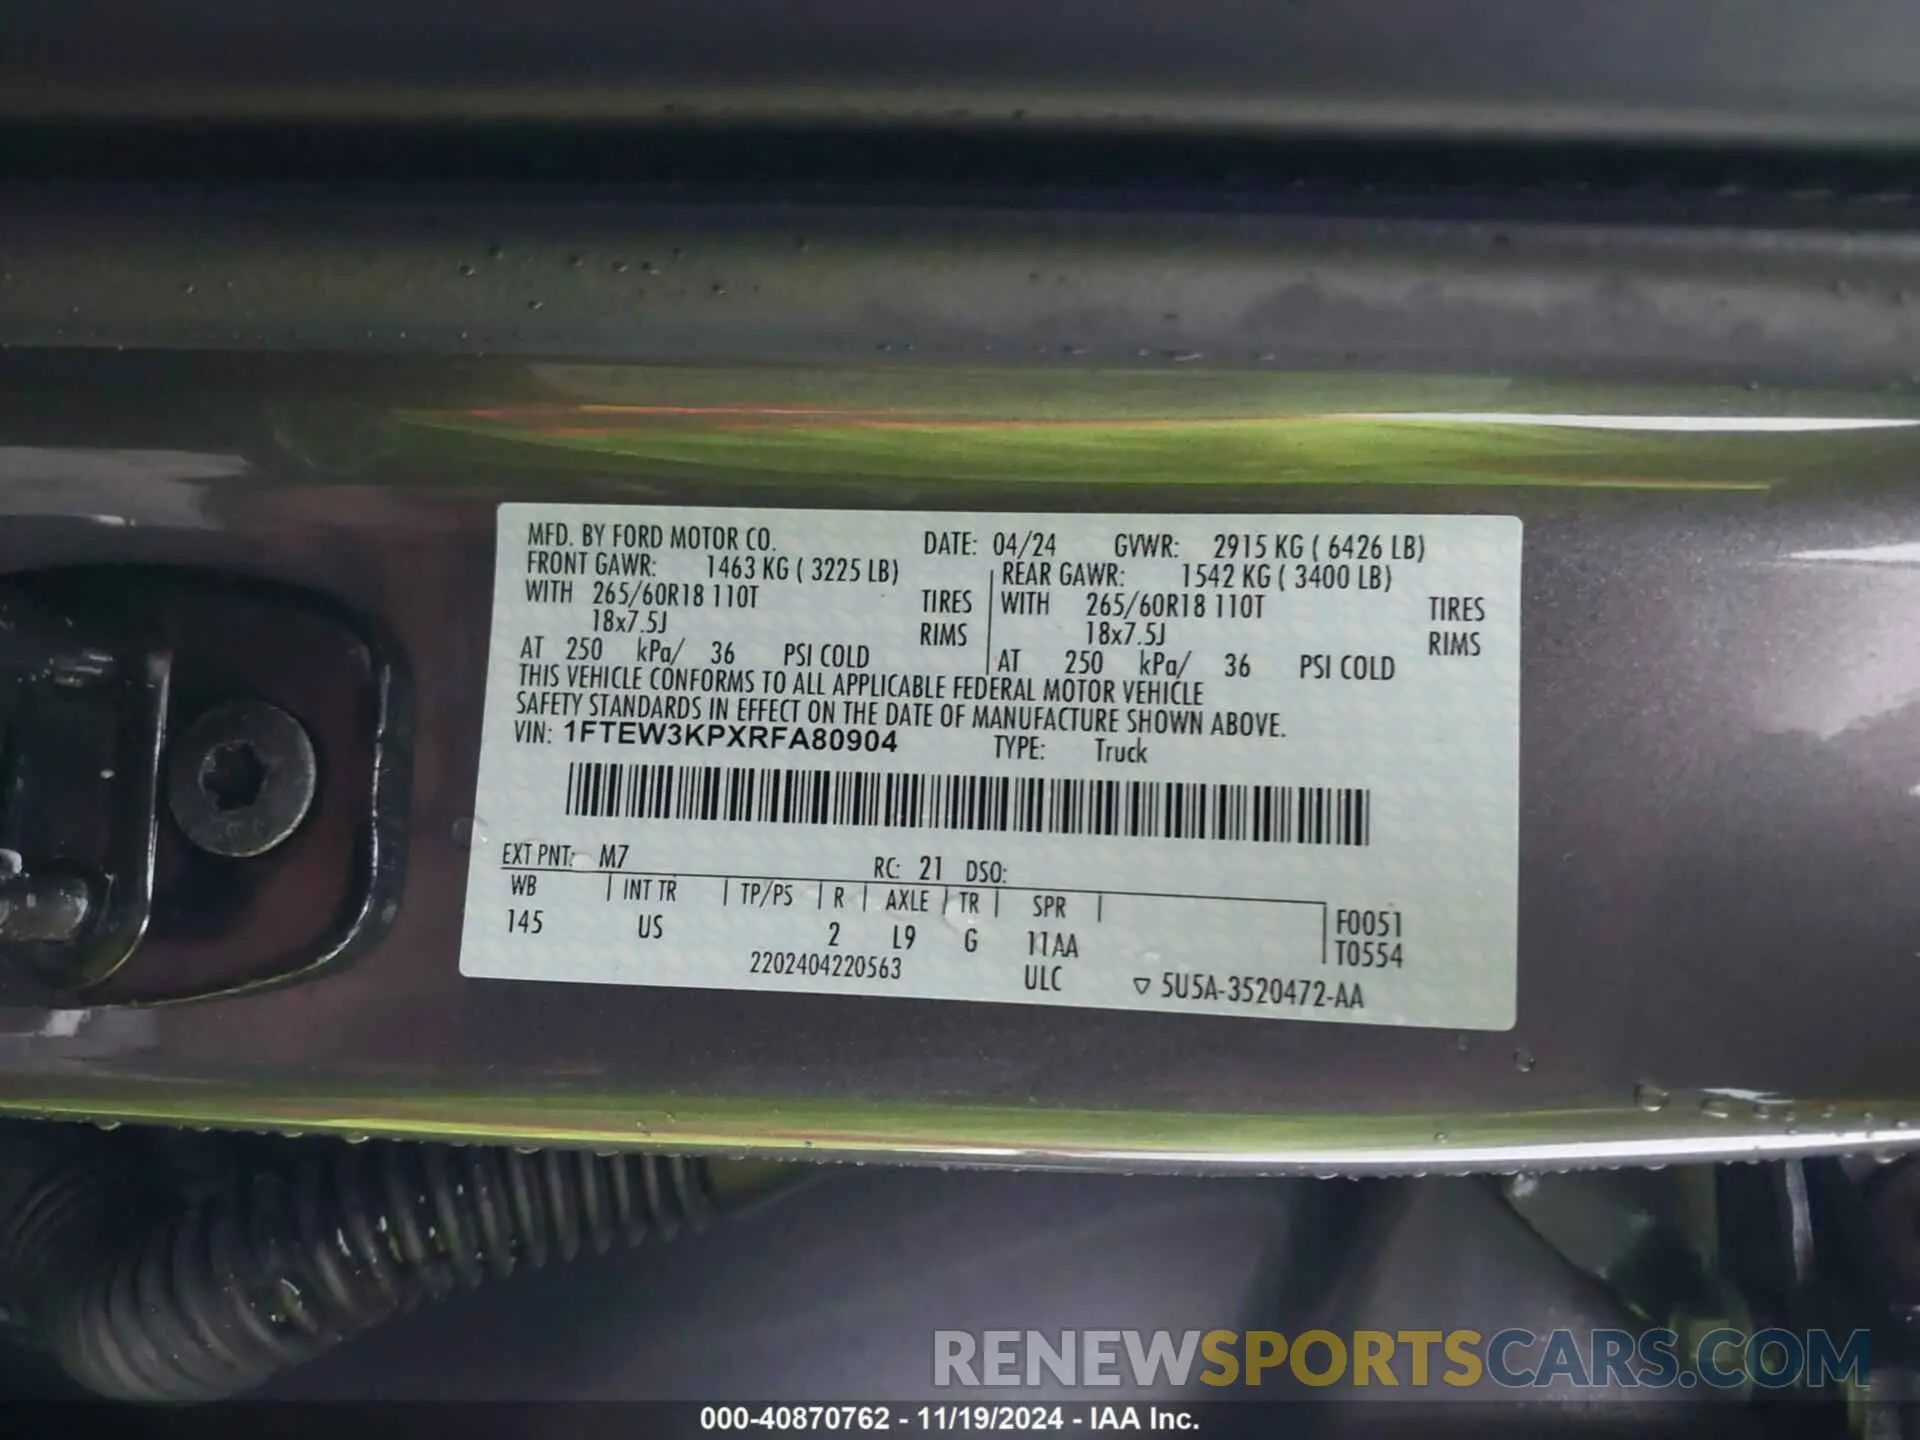 MFD. BY FORD MOTOR CO. DATE: 04/24 GVWR: 2915 KG ( 6426 LB)
FRONT GAWR: 1463 KG ( 3225 LB) REAR GAWR: 1542 KG ( 3400 LB)
WITH 265/60R18 110T TIRES WITH 265/60R18 110T TIRES
18x7.5J RIMS 18x7.5J RIMS
AT 250 kPa/ 36 PSI COLD AT 250 kPa/ 36 PSI COLD
THIS VEHICLE CONFORMS TO ALL APPLICABLE FEDERAL MOTOR VEHICLE
SAFETY STANDARDS IN EFFECT ON THE DATE OF MANUFACTURE SHOWN ABOVE.
VIN: 1FTEW3KPXRFA80904 TYPE: Truck
EXT PNT: M7 RC: 21 DSO:
WB INT TR TP/PS R AXLE TR SPR F0051
145 US 2 L9 G 11AA T0554
2202404220563 ULC ▽ 5U5A-3520472-AA
RENEWSPORTSCARS.COM
000-40870762 - 11/19/2024 - IAA Inc.